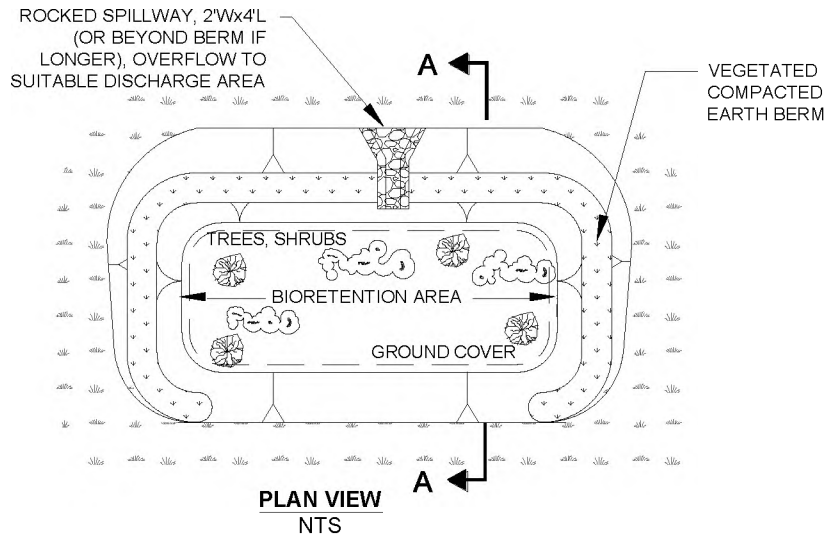 ROCKED SPILLWAY, 2'Wx4'L
(OR BEYOND BERM IF
LONGER), OVERFLOW TO
SUITABLE DISCHARGE AREA
A
VEGETATED
COMPACTED
EARTH BERM
TREES, SHRUBS
BIORETENTION AREA
GROUND COVER
A
PLAN VIEW
NTS